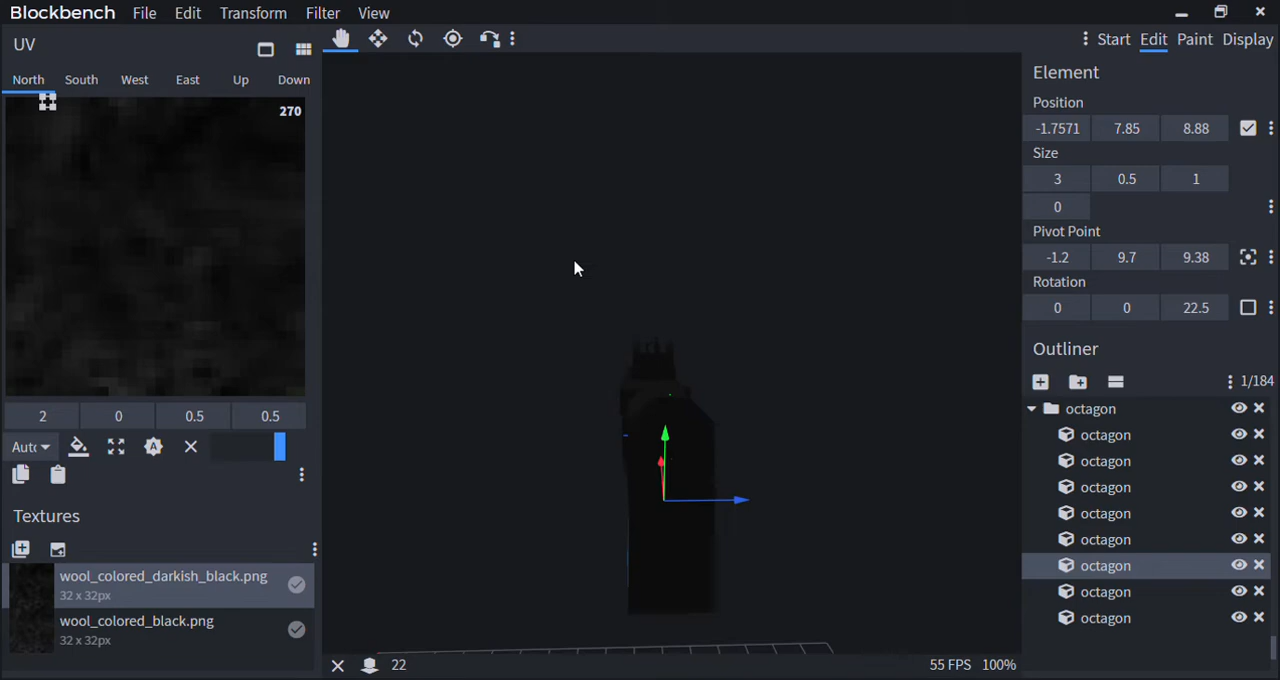 Blockbench File Edit Transform Filter View
UV
Start Edit Paint Display
North South West East Up Down
270
Element
Position
-1.7571 7.85 8.88
Size
3 0.5 1
0
Pivot Point
-1.2 9.7 9.38
Rotation
0 0 22.5
Outliner
1/184
octagon
octagon
octagon
octagon
octagon
octagon
octagon
octagon
octagon
2 0 0.5 0.5
Aut
Textures
wool_colored_darkish_black.png
32 x 32px
wool_colored_black.png
32 x 32px
22 55 FPS 100%